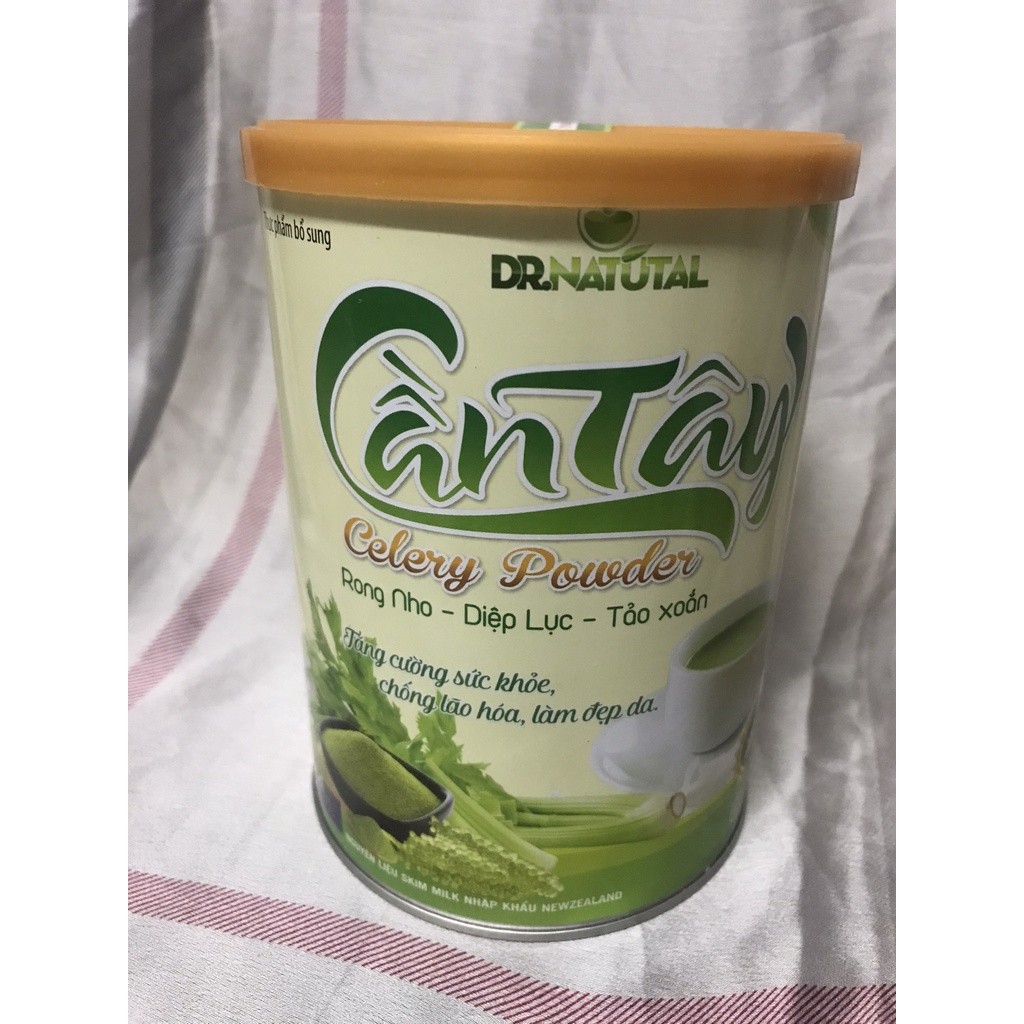 Thực phẩm bổ sung
DR.NATÚTAL
Cần Tây
Celery Powder
Rong Nho - Diệp Lục - Tảo xoắn
Tăng cường sức khỏe,
chống lão hóa, làm đẹp da.
NGUYÊN LIỆU SKIM MILK NHẬP KHẨU NEWZEALAND